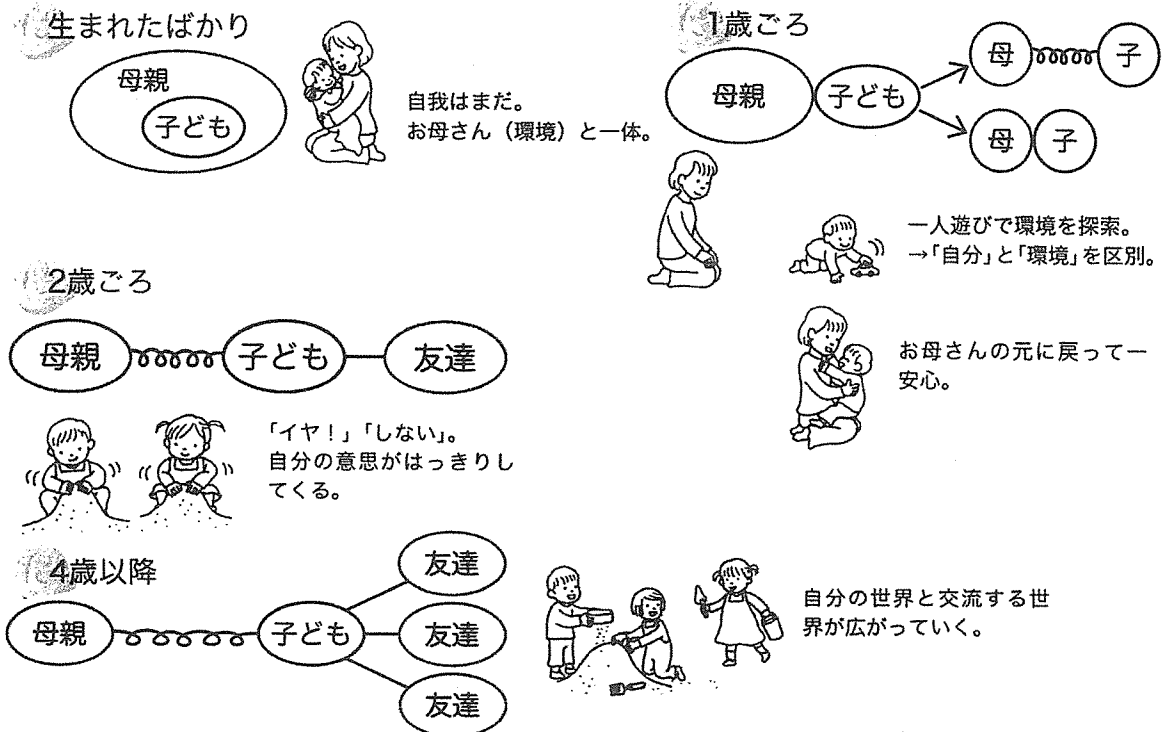 生まれたばかり
母親
子ども
自我はまだ。
お母さん（環境）と一体。
1歳ごろ
母親
子ども
母
子
母
子
一人遊びで環境を探索。
→「自分」と「環境」を区別。
お母さんの元に戻って一
安心。
2歳ごろ
母親
子ども
友達
「イヤ！」「しない」。
自分の意思がはっきりし
てくる。
4歳以降
母親
子ども
友達
友達
友達
自分の世界と交流する世
界が広がっていく。